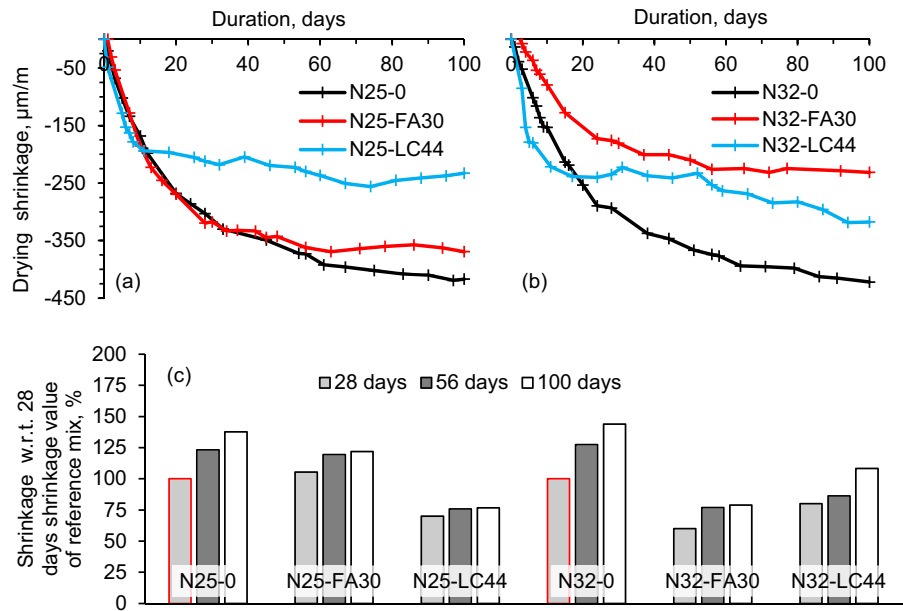 Duration, days
Duration, days
0 20 40 60 80 100
0 20 40 60 80 100
-50
-150
-250
-350
-450
Drying shrinkage, µm/m
N25-0
N25-FA30
N25-LC44
(a)
N32-0
N32-FA30
N32-LC44
(b)
200
175
150
125
100
75
50
25
0
Shrinkage w.r.t. 28
days shrinkage value
of reference mix, %
(c)
28 days 56 days 100 days
N25-0 N25-FA30 N25-LC44 N32-0 N32-FA30 N32-LC44